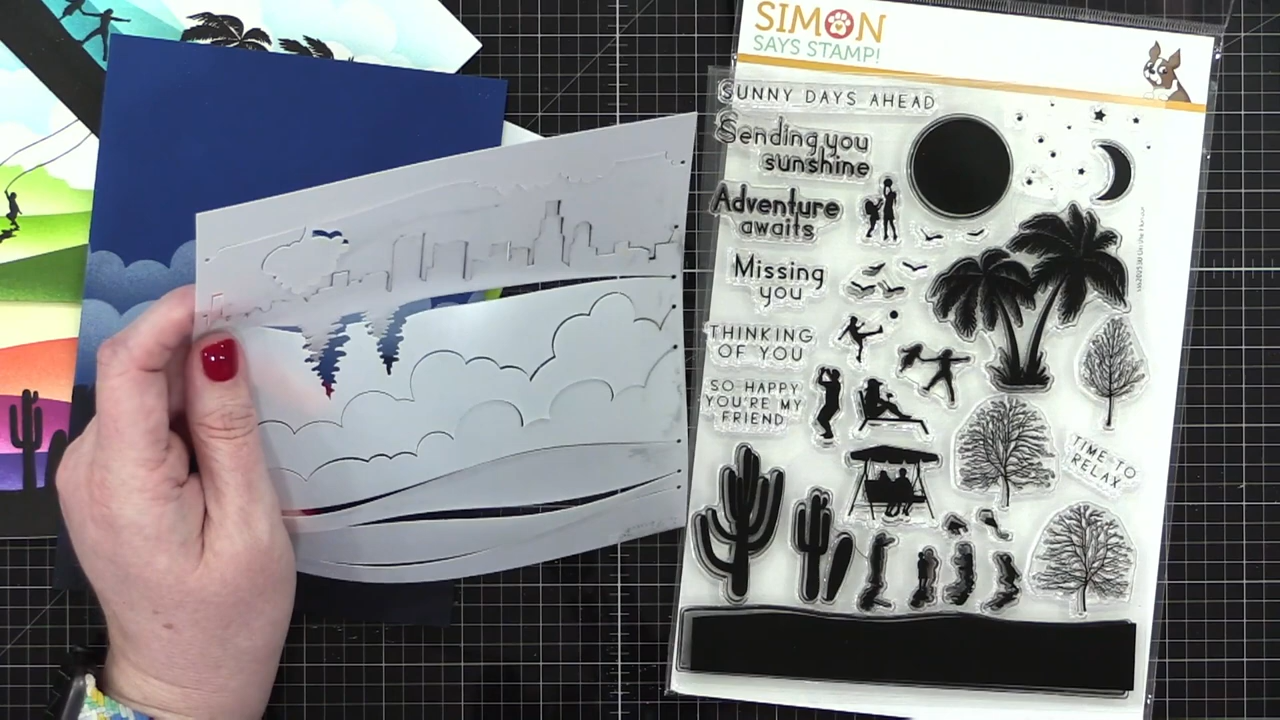 SIMON
SAYS STAMP!
SUNNY DAYS AHEAD
Sending you
sunshine
Adventure
awaits
Missing
you
THINKING
OF YOU
SO HAPPY
YOU'RE MY
FRIEND
TIME TO
RELAX